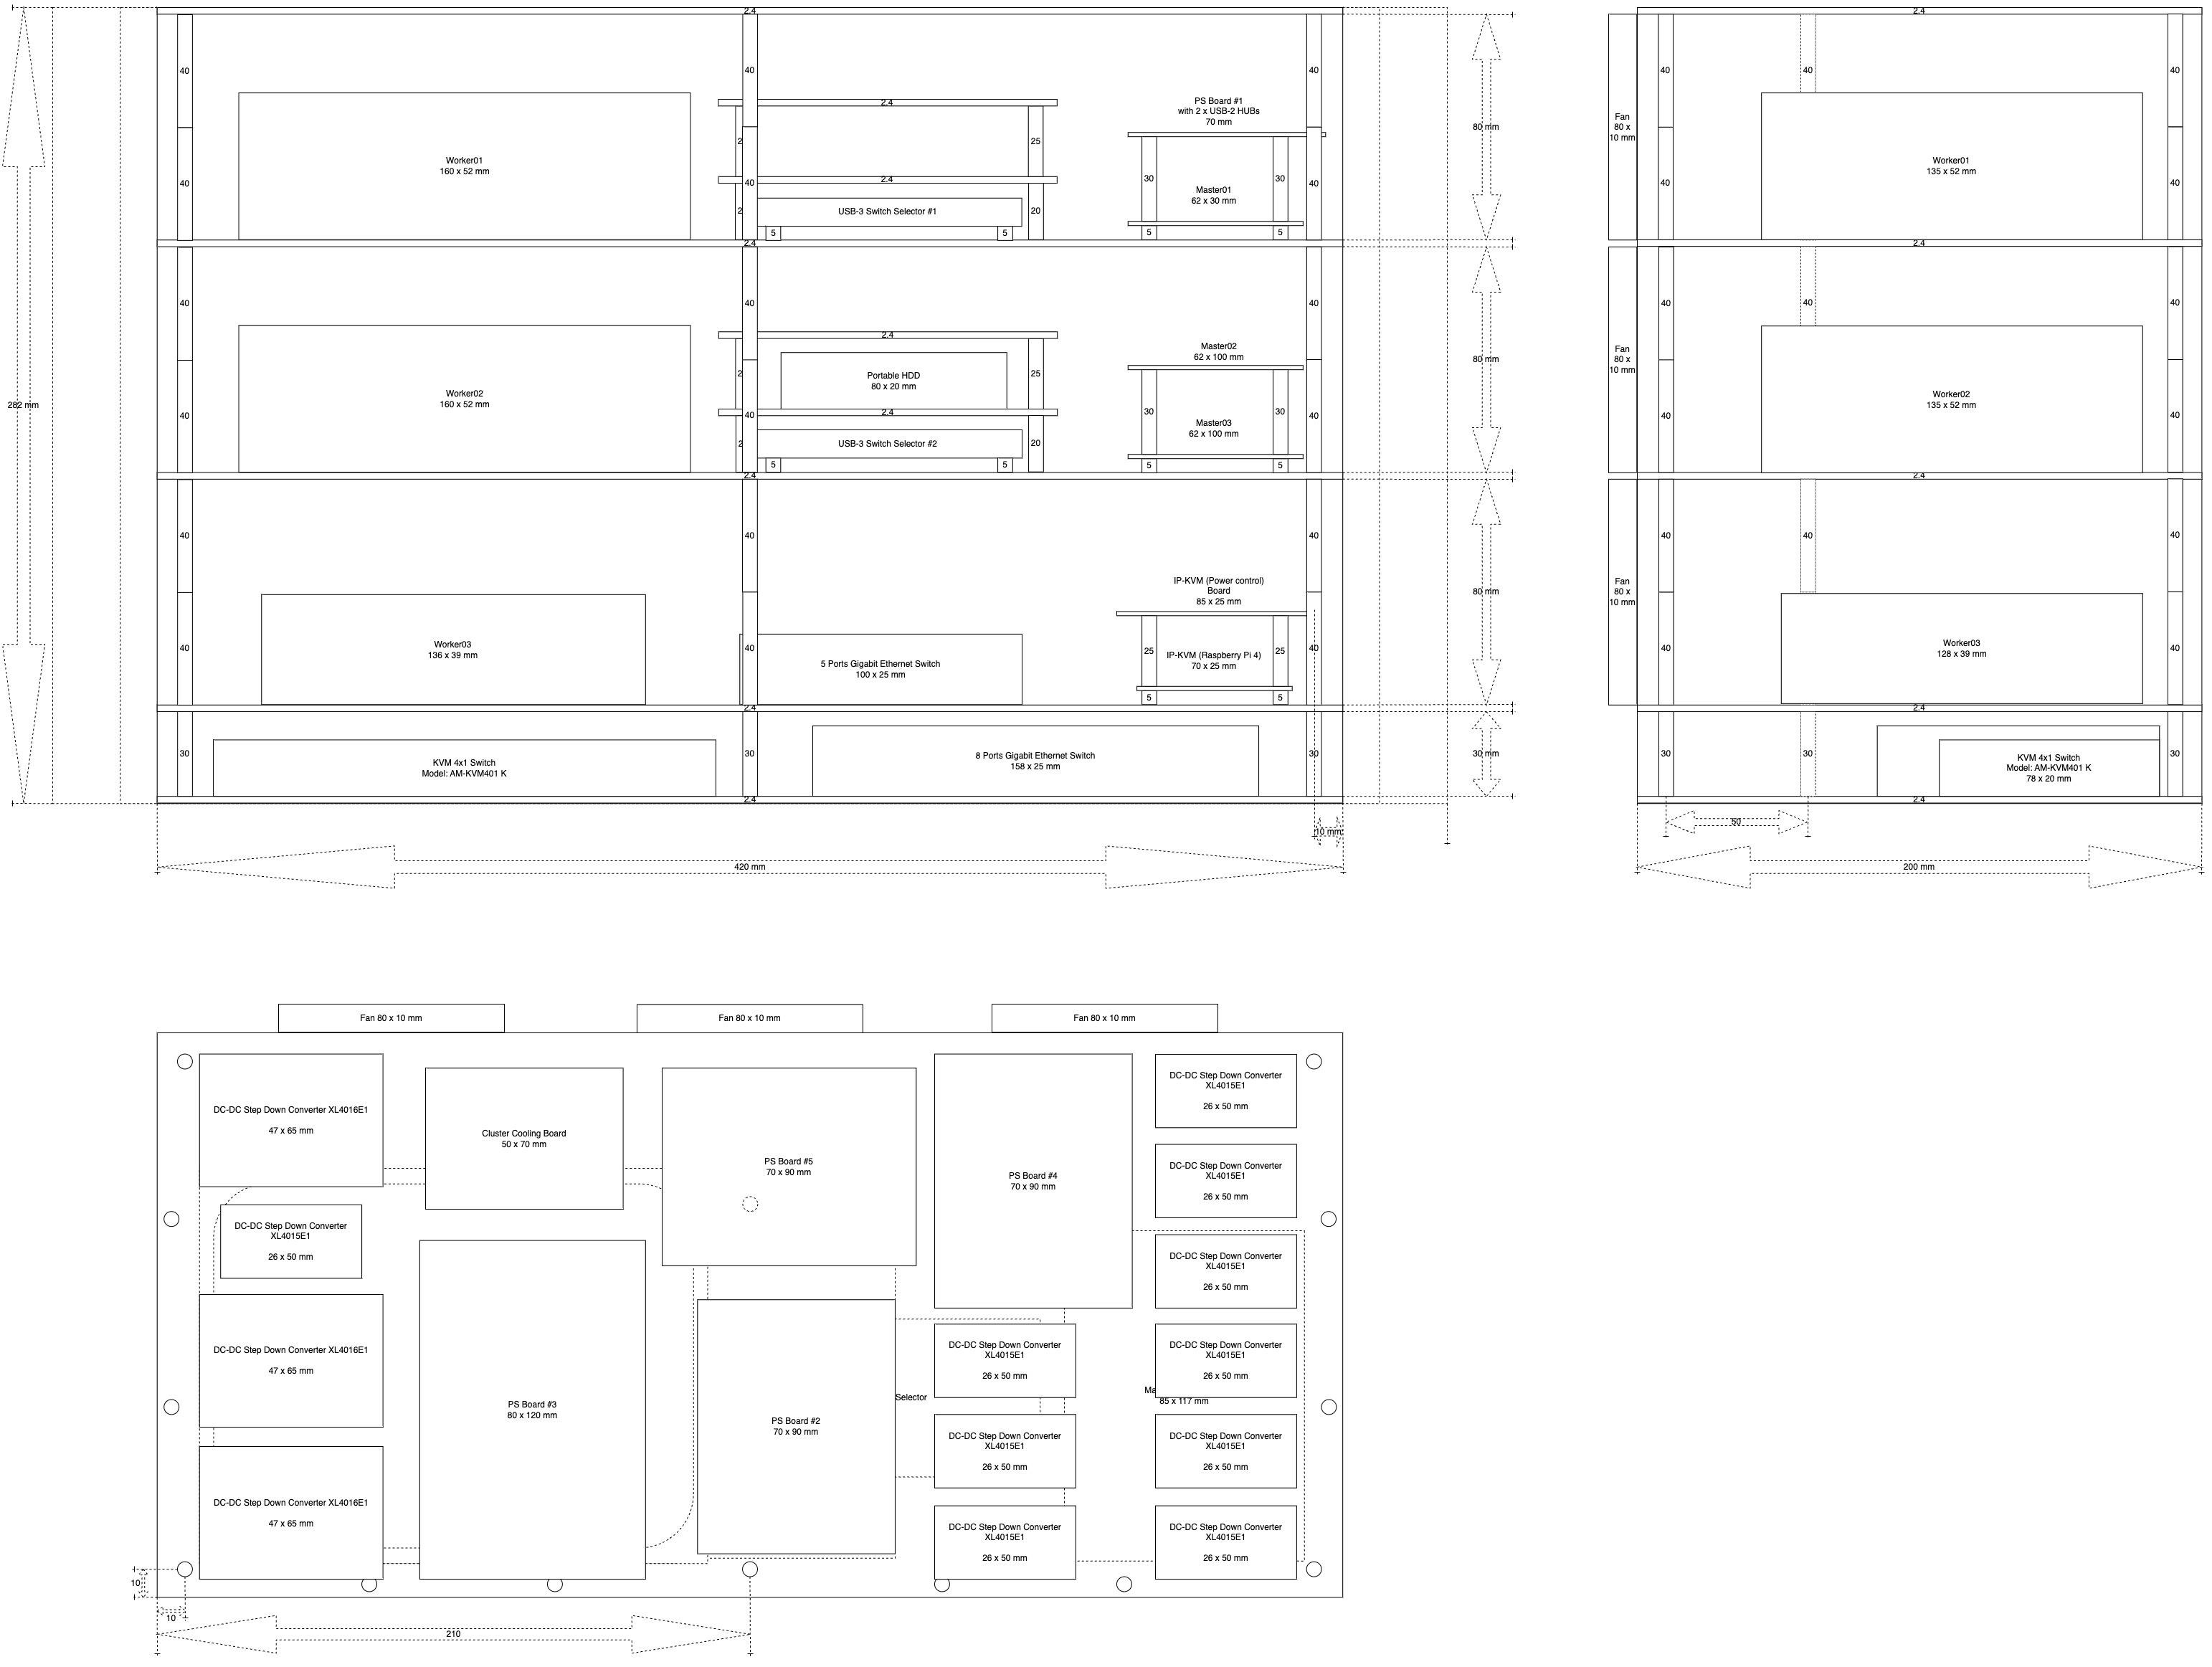 2.4
2.4
40
40
40
40
40
40
PS Board #1
with 2 x USB-2 HUBs
70 mm
Fan
80 x
10 mm
2.4
80 mm
2
25
Worker01
160 x 52 mm
Worker01
135 x 52 mm
30
30
2.4
40
40
40
40
40
Master01
62 x 30 mm
2
USB-3 Switch Selector #1
20
5
5
5
5
2.4
2.4
40
40
40
40
40
40
2.4
Master02
62 x 100 mm
80 mm
Fan
80 x
10 mm
2
Portable HDD
80 x 20 mm
25
Worker02
160 x 52 mm
Worker02
135 x 52 mm
282 mm
30
30
2.4
40
40
40
40
40
Master03
62 x 100 mm
2
USB-3 Switch Selector #2
20
5
5
5
5
2.4
2.4
40
40
40
40
40
40
IP-KVM (Power control)
Board
85 x 25 mm
80 mm
Fan
80 x
10 mm
Worker03
136 x 39 mm
40
40
40
40
40
Worker03
128 x 39 mm
25
25
IP-KVM (Raspberry Pi 4)
70 x 25 mm
5 Ports Gigabit Ethernet Switch
100 x 25 mm
5
5
2.4
2.4
30
KVM 4x1 Switch
Model: AM-KVM401 K
30
8 Ports Gigabit Ethernet Switch
158 x 25 mm
30
30 mm
30
30
KVM 4x1 Switch
Model: AM-KVM401 K
78 x 20 mm
30
2.4
2.4
10 mm
50
420 mm
200 mm
Fan 80 x 10 mm
Fan 80 x 10 mm
Fan 80 x 10 mm
DC-DC Step Down Converter XL4016E1
47 x 65 mm
Cluster Cooling Board
50 x 70 mm
PS Board #5
70 x 90 mm
PS Board #4
70 x 90 mm
DC-DC Step Down Converter
XL4015E1
26 x 50 mm
DC-DC Step Down Converter
XL4015E1
26 x 50 mm
DC-DC Step Down Converter
XL4015E1
26 x 50 mm
DC-DC Step Down Converter
XL4015E1
26 x 50 mm
DC-DC Step Down Converter XL4016E1
47 x 65 mm
DC-DC Step Down Converter
XL4015E1
26 x 50 mm
DC-DC Step Down Converter
XL4015E1
26 x 50 mm
PS Board #3
80 x 120 mm
PS Board #2
70 x 90 mm
Selector
Ma
85 x 117 mm
DC-DC Step Down Converter
XL4015E1
26 x 50 mm
DC-DC Step Down Converter
XL4015E1
26 x 50 mm
DC-DC Step Down Converter XL4016E1
47 x 65 mm
DC-DC Step Down Converter
XL4015E1
26 x 50 mm
DC-DC Step Down Converter
XL4015E1
26 x 50 mm
10
10
210